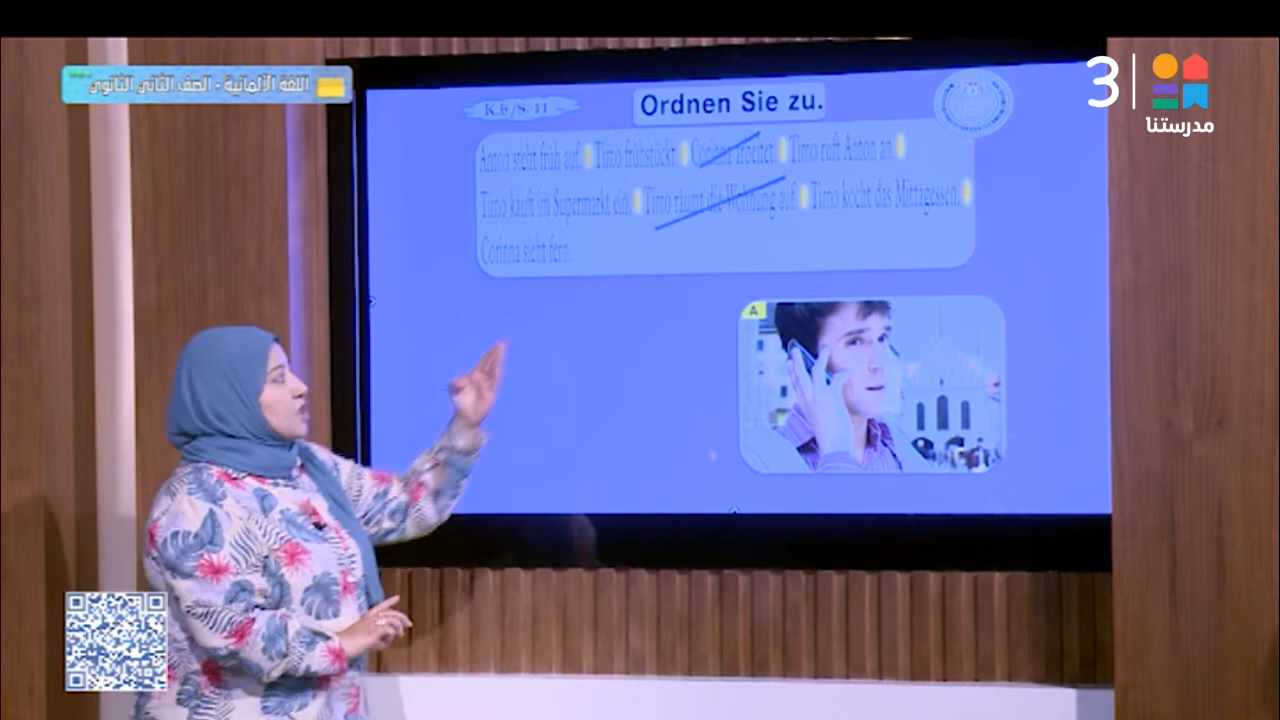 اللغة الألمانية - الصف الثاني الثانوي
3
مدرستنا
K.b /S. 11
Ordnen Sie zu.
Anton steht früh auf. Timo frühstückt. Corinna arbeitet. Timo ruft Anton an.
Timo kauft im Supermarkt ein. Timo räumt die Wohnung auf. Timo kocht das Mittagessen.
Corinna sieht fern.
A